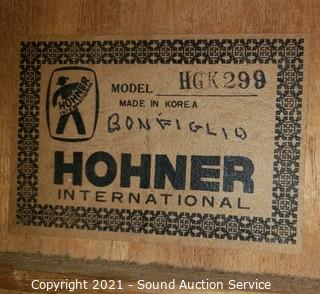 HOHNER
MODEL HGK299
MADE IN KOREA
BONFIGLIO
HOHNER
INTERNATIONAL
Copyright 2021 - Sound Auction Service